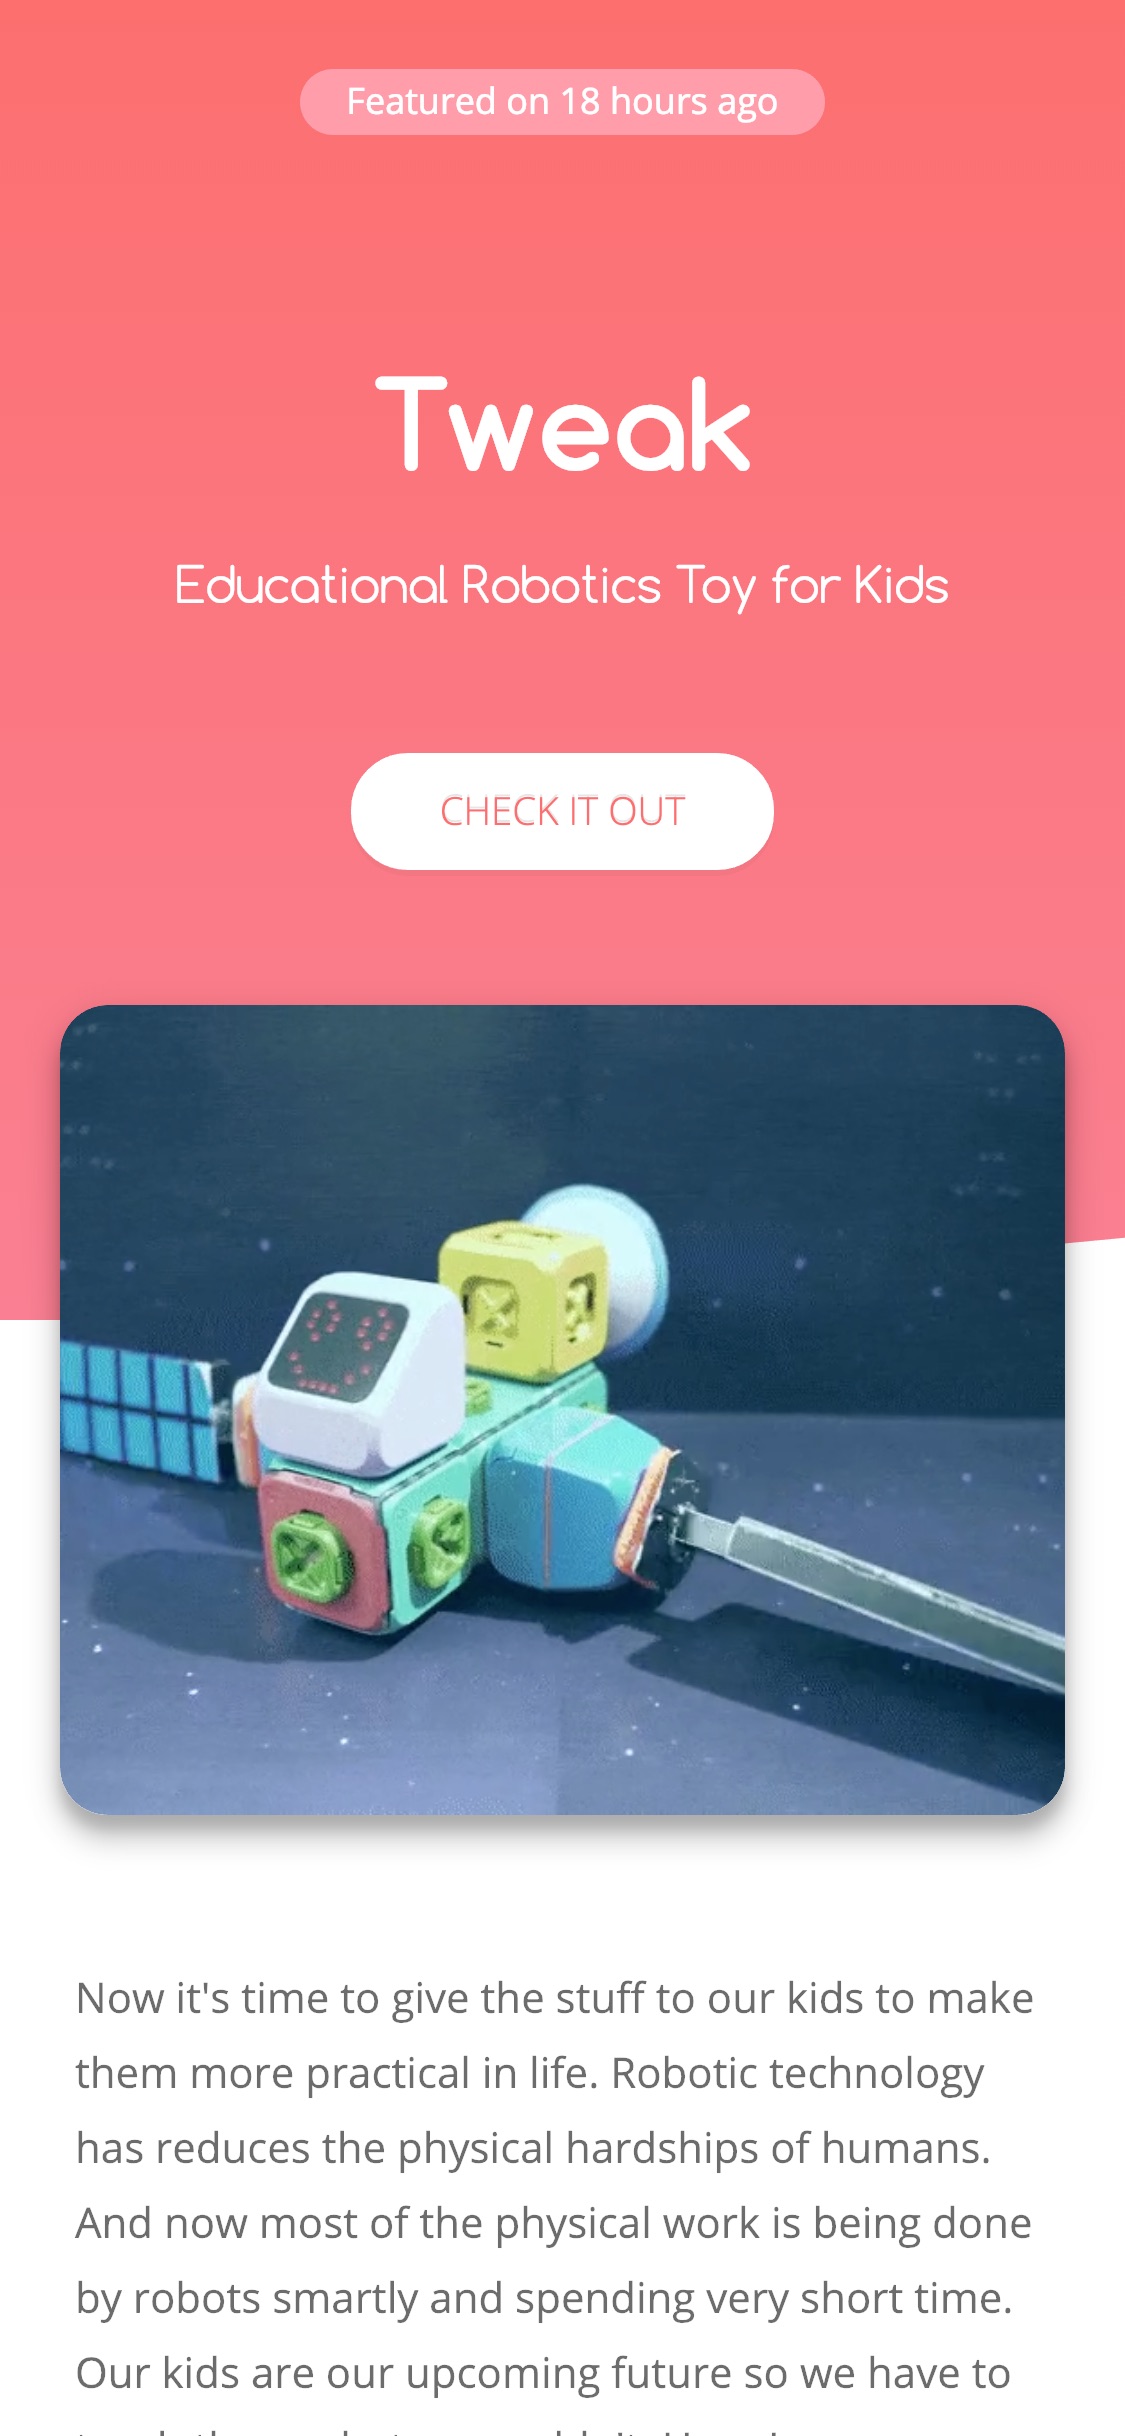 Featured on 18 hours ago
Tweak
Educational Robotics Toy for Kids
CHECK IT OUT
Now it's time to give the stuff to our kids to make
them more practical in life. Robotic technology
has reduces the physical hardships of humans.
And now most of the physical work is being done
by robots smartly and spending very short time.
Our kids are our upcoming future so we have to